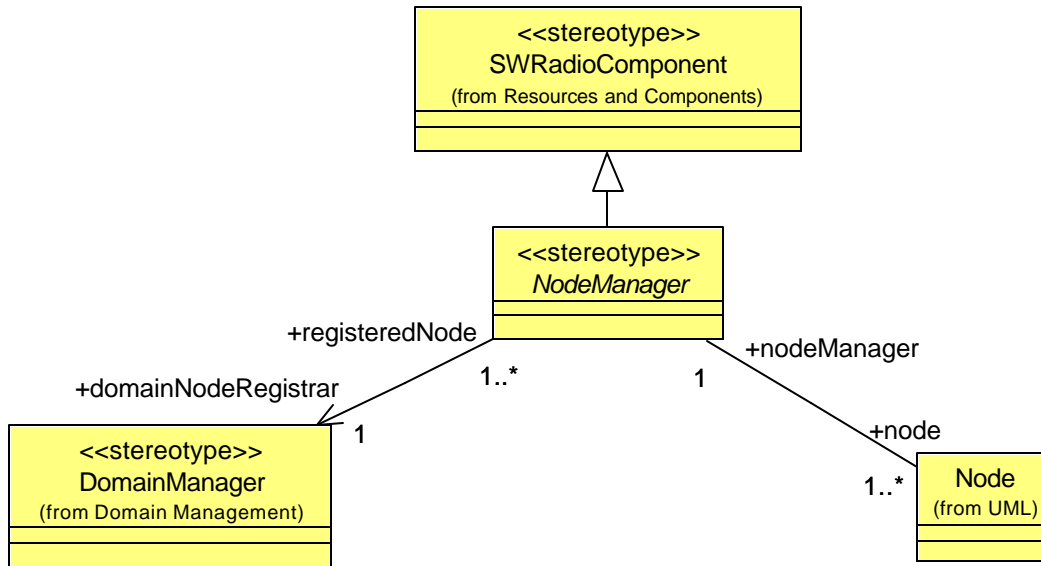 <<stereotype>>
SWRadioComponent
(from Resources and Components)
<<stereotype>>
NodeManager
+registeredNode
+nodeManager
1..*
1
+domainNodeRegistrar
1
+node
<<stereotype>>
DomainManager
(from Domain Management)
1..*
Node
(from UML)